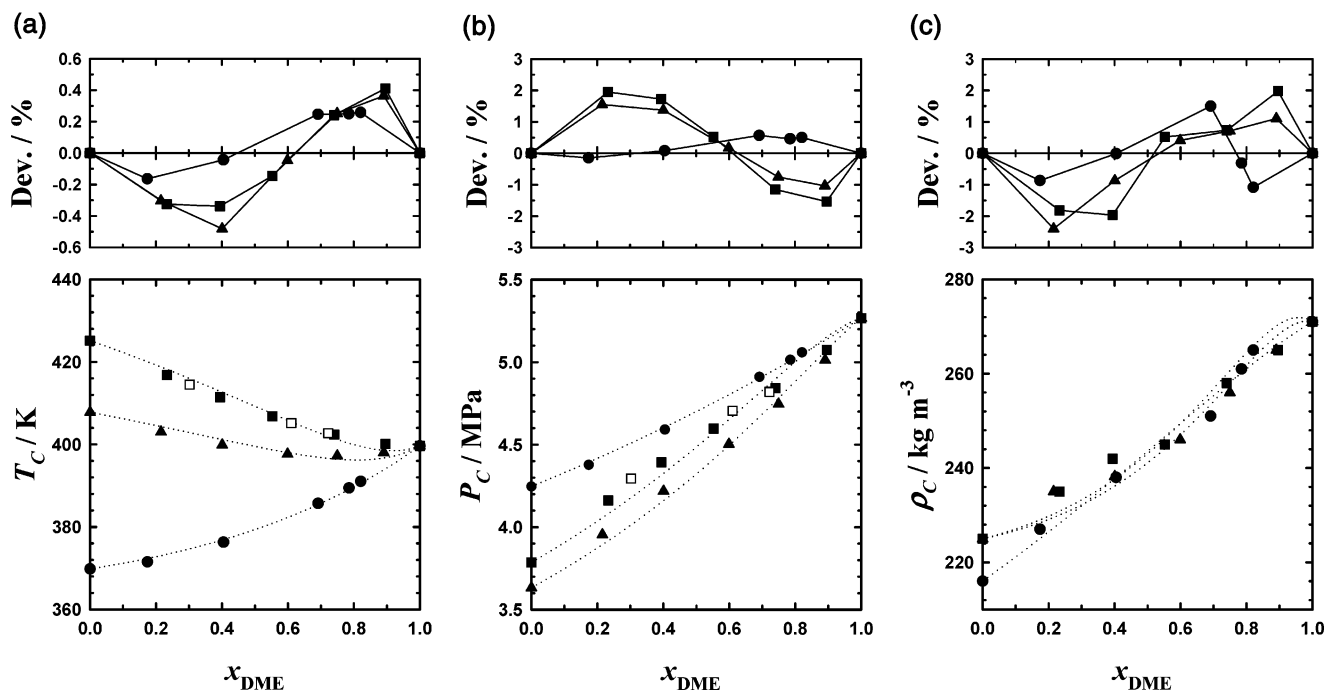 (a)
Dev. / %
0.6
0.4
0.2
0.0
-0.2
-0.4
-0.6
T_C / K
440
420
400
380
360
0.0 0.2 0.4 0.6 0.8 1.0
x_DME
(b)
Dev. / %
3
2
1
0
-1
-2
-3
P_C / MPa
5.5
5.0
4.5
4.0
3.5
0.0 0.2 0.4 0.6 0.8 1.0
x_DME
(c)
Dev. / %
3
2
1
0
-1
-2
-3
ρ_C / kg m⁻³
280
260
240
220
0.0 0.2 0.4 0.6 0.8 1.0
x_DME